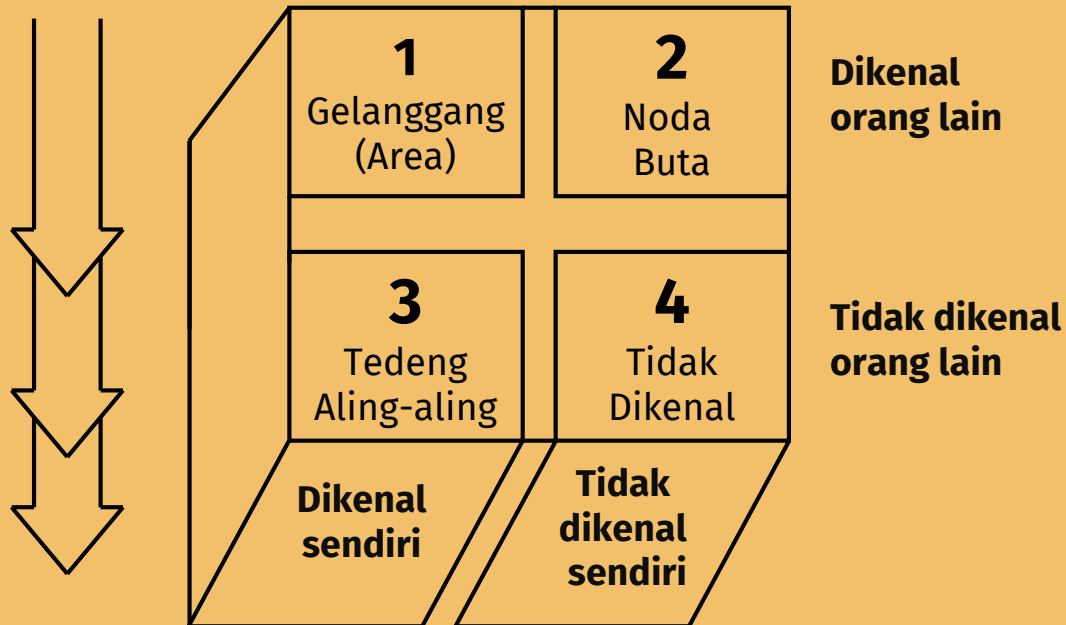 1
Gelanggang
(Area)
2
Noda
Buta
Dikenal
orang lain
3
Tedeng
Aling-aling
4
Tidak
Dikenal
Tidak dikenal
orang lain
Dikenal
sendiri
Tidak
dikenal
sendiri